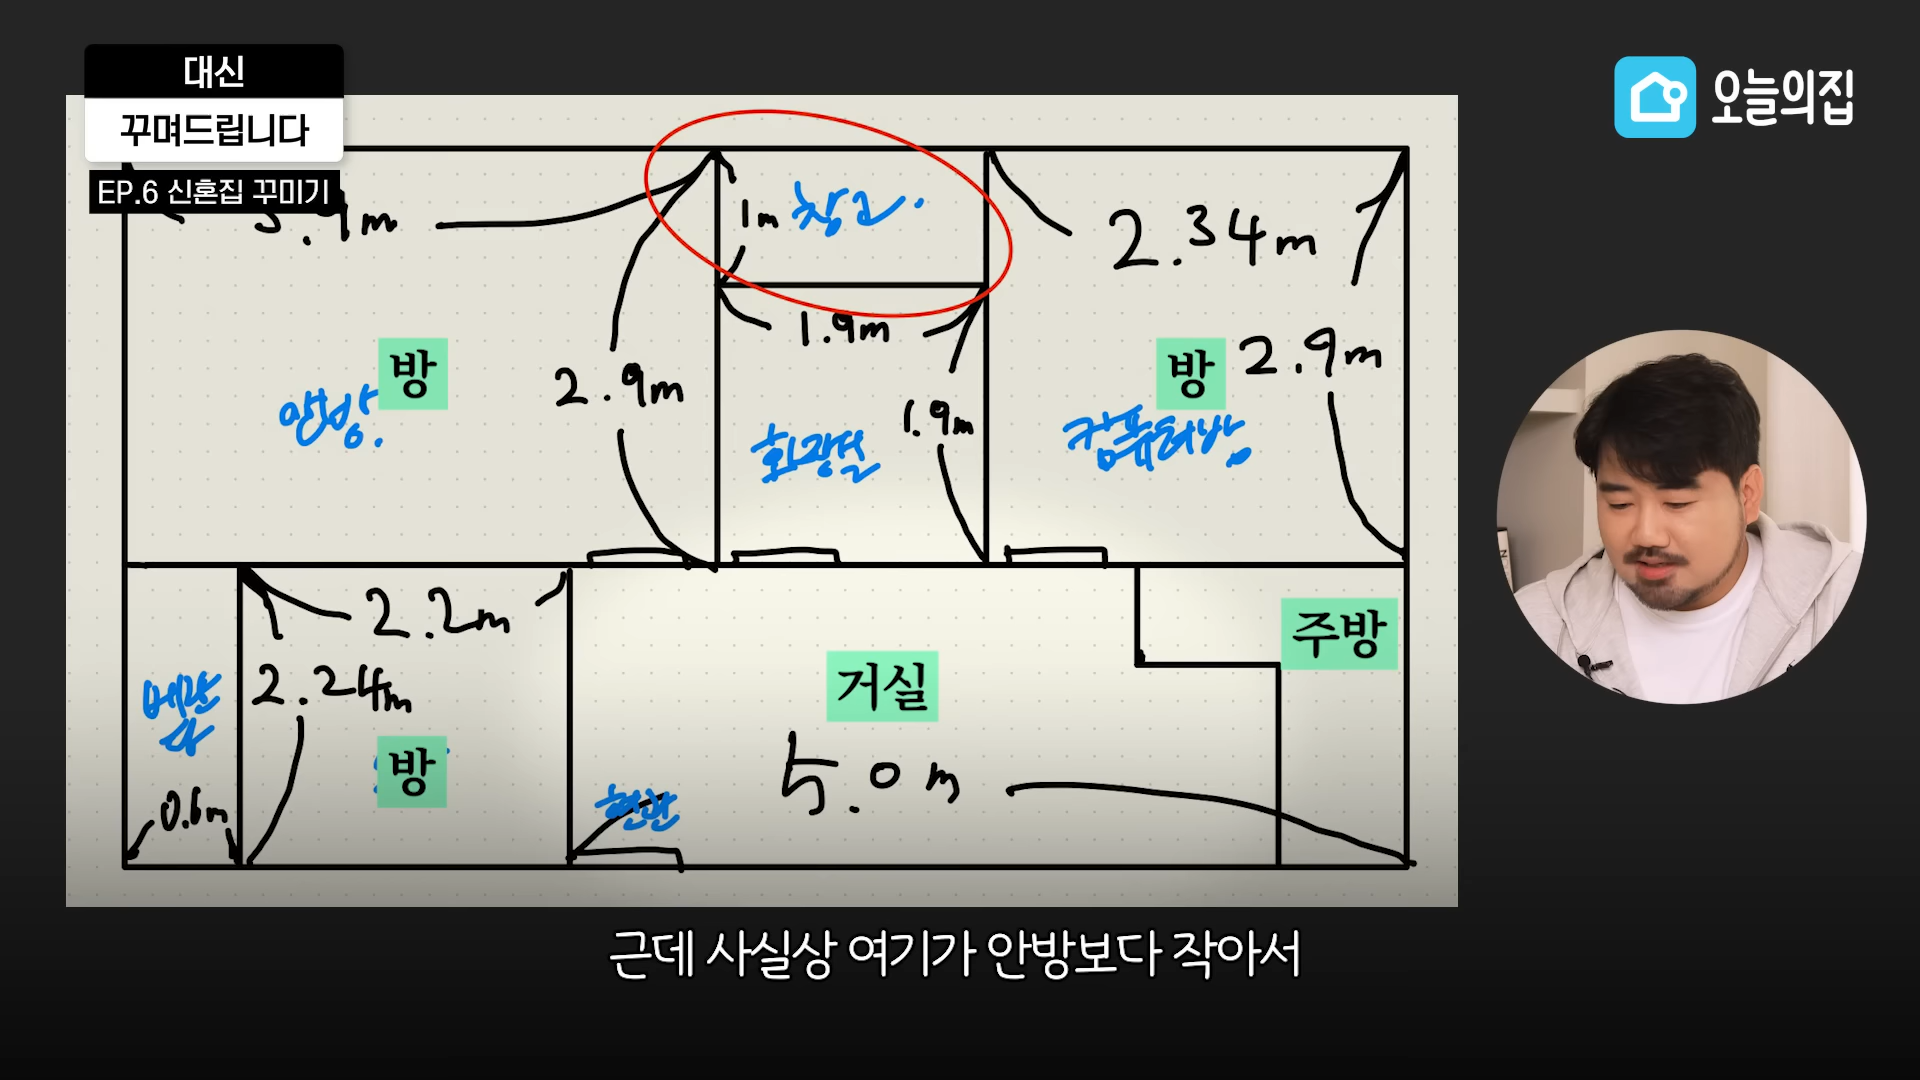 대신
꾸며드립니다
EP.6 신혼집 꾸미기
오늘의집
1m 창고.
2.34m
1.9m
방
2.9m
방
2.9m
안방.
1.9m
화장실
컴퓨터방
2.2m
주방
베란다
2.24m
거실
방
5.0m
0.6m
현관
근데 사실상 여기가 안방보다 작아서